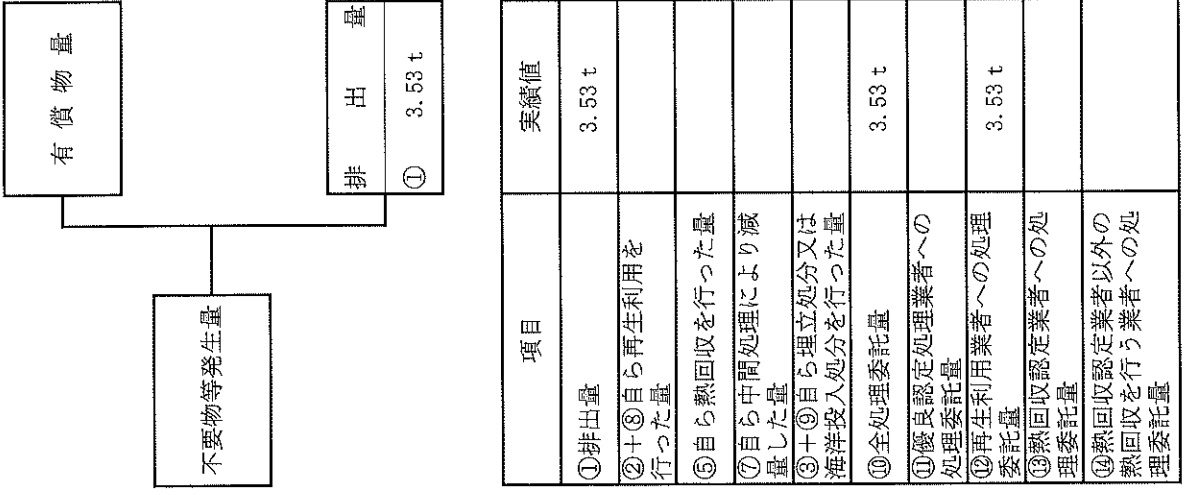 有償物量
不要物等発生量
排出量
① 3.53 t
項目 実績値
①排出量 3.53 t
②+⑧自ら再生利用を
行った量
⑤自ら熱回収を行った量
⑦自ら中間処理により減
量した量
③+⑨自ら埋立処分又は
海洋投入処分を行った量
⑩全処理委託量 3.53 t
⑪優良認定処理業者への
処理委託量
⑫再生利用業者への処理
委託量 3.53 t
⑬熱回収認定業者への処
理委託量
⑭熱回収認定業者以外の
熱回収を行う業者への処
理委託量